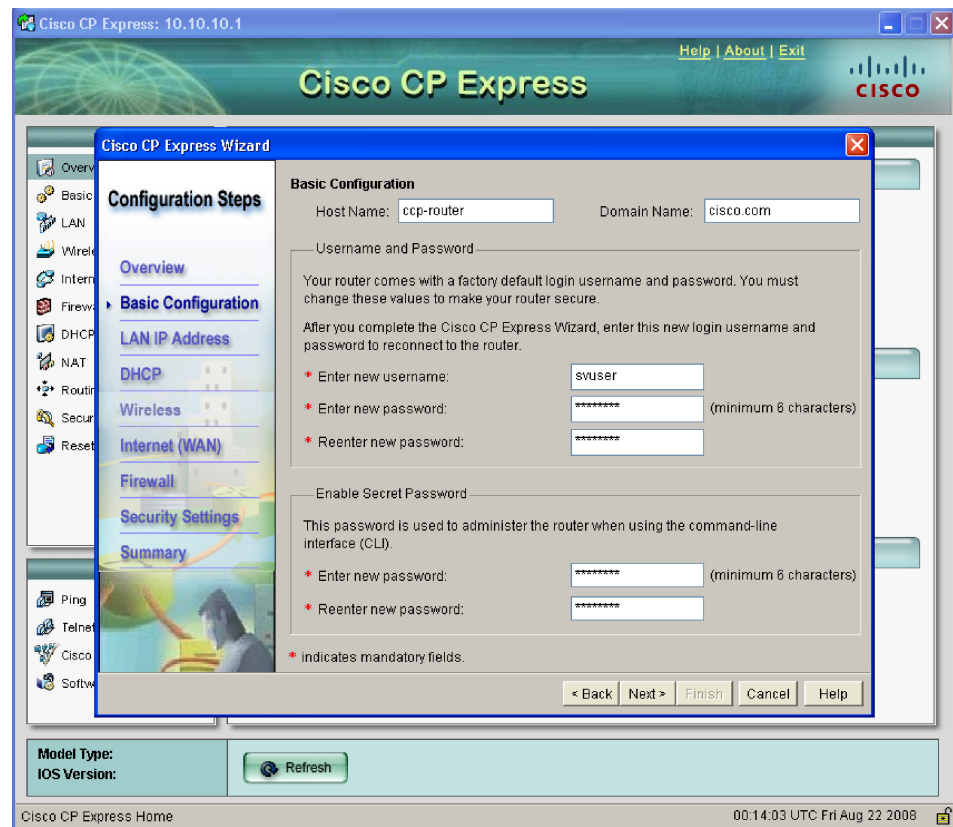 Cisco CP Express: 10.10.10.1
Help | About | Exit
Cisco CP Express
CISCO
Cisco CP Express Wizard
Overv
Basic
LAN
Wirele
Intern
Firewa
DHCP
NAT
Routin
Secur
Reset
Ping
Telnet
Cisco
Softwa
Configuration Steps
Overview
Basic Configuration
LAN IP Address
DHCP
Wireless
Internet (WAN)
Firewall
Security Settings
Summary
Basic Configuration
Host Name: ccp-router Domain Name: cisco.com
Username and Password
Your router comes with a factory default login username and password. You must
change these values to make your router secure.
After you complete the Cisco CP Express Wizard, enter this new login username and
password to reconnect to the router.
* Enter new username: svuser
* Enter new password: ******** (minimum 6 characters)
* Reenter new password: ********
Enable Secret Password
This password is used to administer the router when using the command-line
interface (CLI).
* Enter new password: ******** (minimum 6 characters)
* Reenter new password: ********
* indicates mandatory fields.
< Back Next > Finish Cancel Help
Model Type:
IOS Version:
Refresh
Cisco CP Express Home 00:14:03 UTC Fri Aug 22 2008